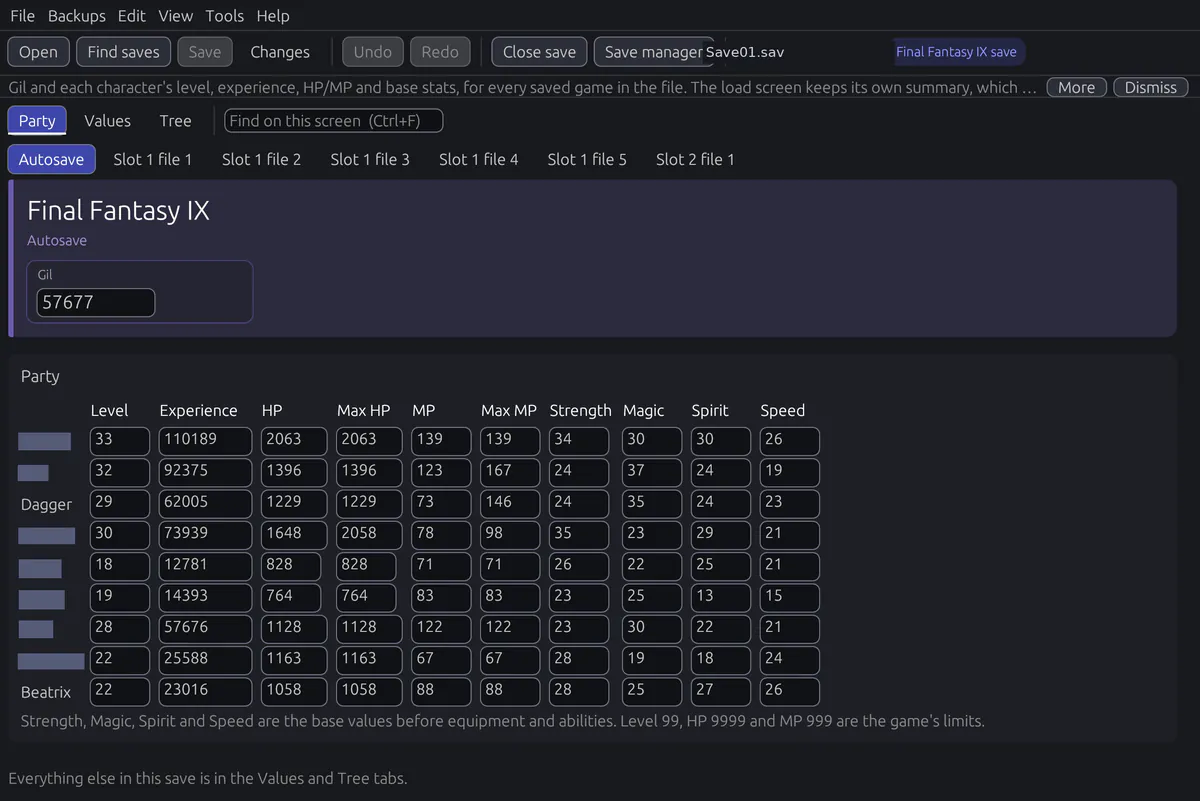 File Backups Edit View Tools Help
Open Find saves Save Changes Undo Redo Close save Save manager Save01.sav Final Fantasy IX save
Gil and each character's level, experience, HP/MP and base stats, for every saved game in the file. The load screen keeps its own summary, which … More Dismiss
Party Values Tree Find on this screen (Ctrl+F)
Autosave Slot 1 file 1 Slot 1 file 2 Slot 1 file 3 Slot 1 file 4 Slot 1 file 5 Slot 2 file 1
Final Fantasy IX
Autosave
Gil
57677
Party
Level Experience HP Max HP MP Max MP Strength Magic Spirit Speed
33 110189 2063 2063 139 139 34 30 30 26
32 92375 1396 1396 123 167 24 37 24 19
Dagger 29 62005 1229 1229 73 146 24 35 24 23
30 73939 1648 2058 78 98 35 23 29 21
18 12781 828 828 71 71 26 22 25 21
19 14393 764 764 83 83 23 25 13 15
28 57676 1128 1128 122 122 23 30 22 21
22 25588 1163 1163 67 67 28 19 18 24
Beatrix 22 23016 1058 1058 88 88 28 25 27 26
Strength, Magic, Spirit and Speed are the base values before equipment and abilities. Level 99, HP 9999 and MP 999 are the game's limits.
Everything else in this save is in the Values and Tree tabs.